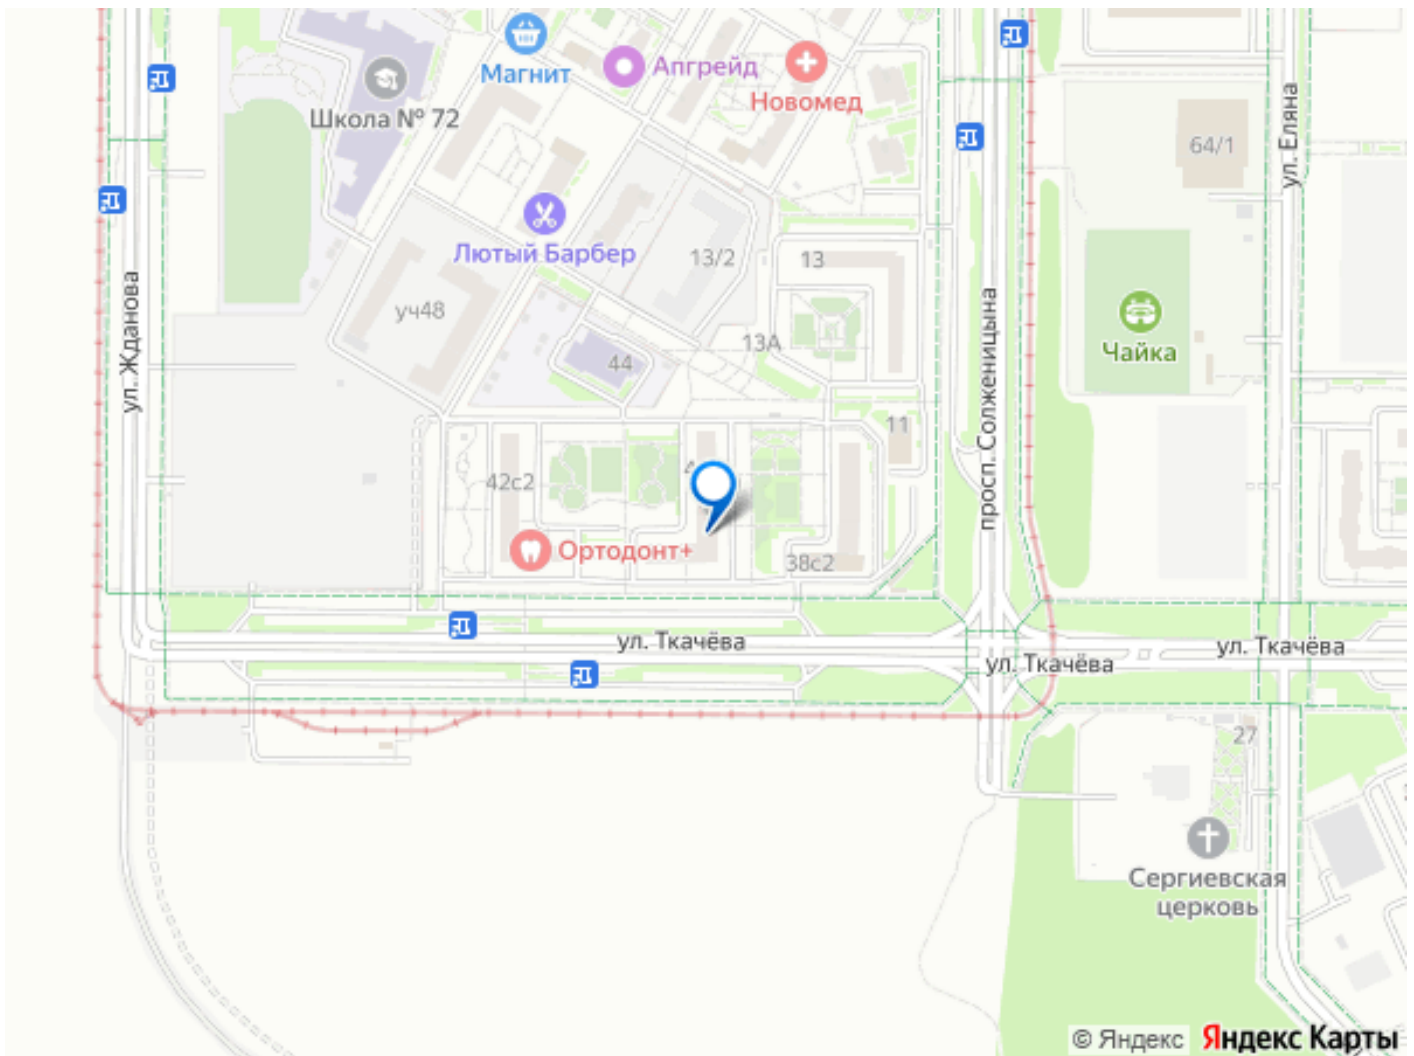 Магнит
Апгрейд
Новомед
Школа № 72
64/1
ул. Еляна
Лютый Барбер
13/2
13
уч48
ул. Жданова
просп. Солженицына
Чайка
13А
44
11
42с2
Ортодонт+
38с2
ул. Ткачёва
ул. Ткачёва
ул. Ткачёва
27
Сергиевская
церковь
© Яндекс Яндекс Карты